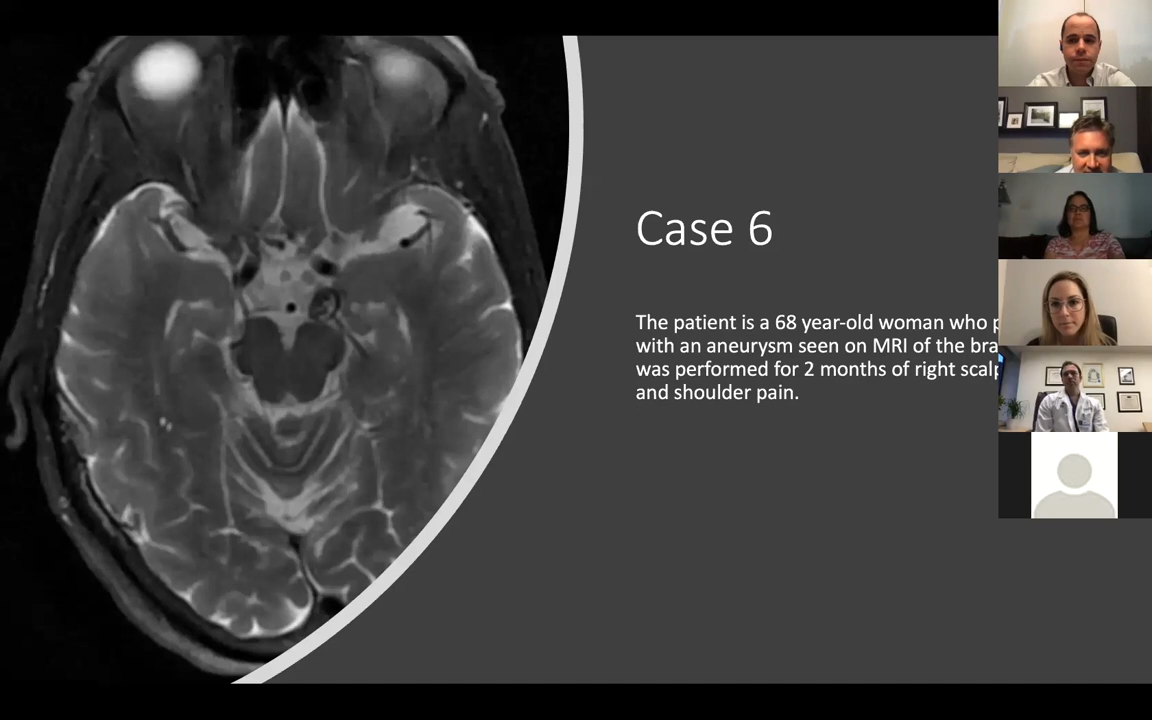 Case 6
The patient is a 68 year-old woman who
with an aneurysm seen on MRI of the
was performed for 2 months of right
and shoulder pain.